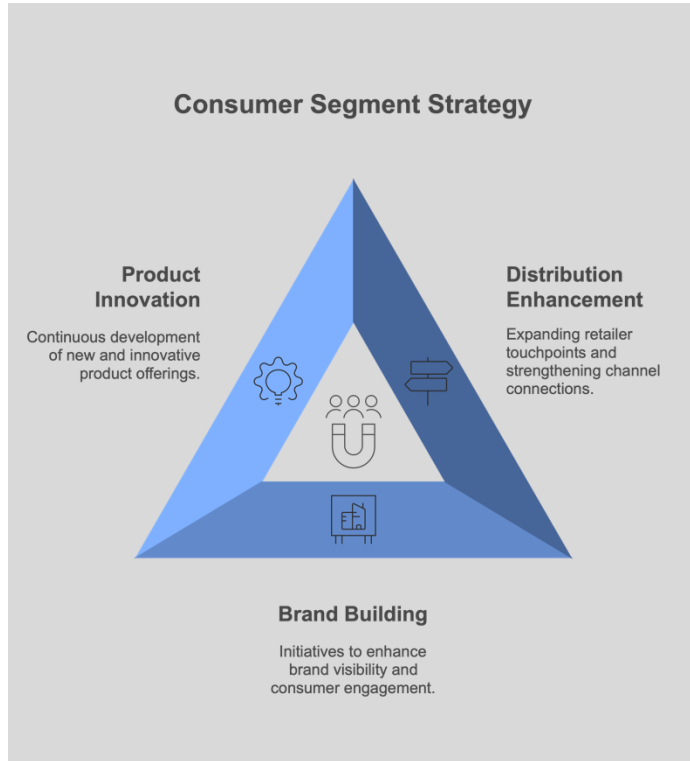 Consumer Segment Strategy
Product
Innovation
Continuous development
of new and innovative
product offerings.
Distribution
Enhancement
Expanding retailer
touchpoints and
strengthening channel
connections.
Brand Building
Initiatives to enhance
brand visibility and
consumer engagement.